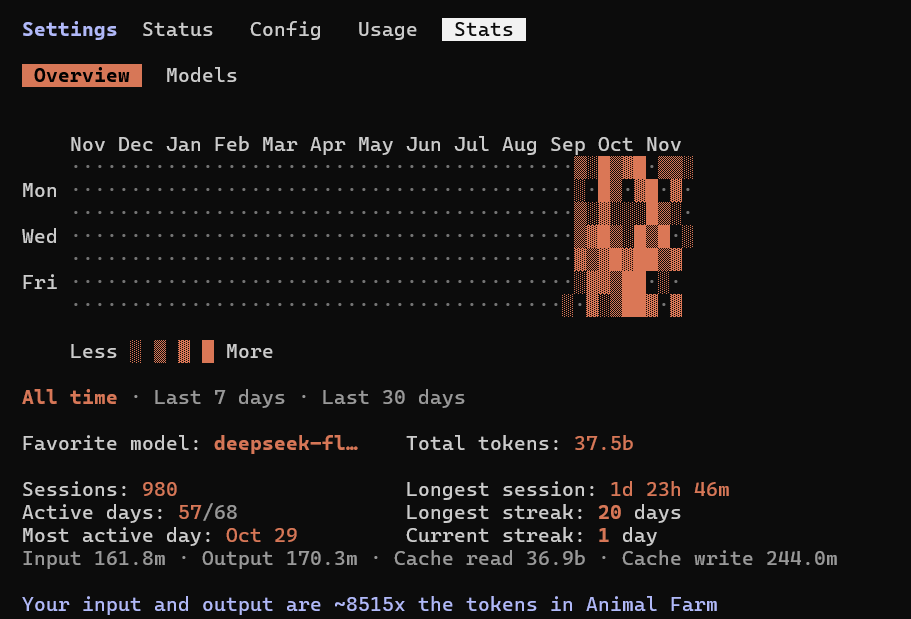 Settings Status Config Usage Stats
Overview Models
Nov Dec Jan Feb Mar Apr May Jun Jul Aug Sep Oct Nov
Mon
Wed
Fri
Less ░ ▒ ▓ █ More
All time · Last 7 days · Last 30 days
Favorite model: deepseek-fl… Total tokens: 37.5b
Sessions: 980 Longest session: 1d 23h 46m
Active days: 57/68 Longest streak: 20 days
Most active day: Oct 29 Current streak: 1 day
Input 161.8m · Output 170.3m · Cache read 36.9b · Cache write 244.0m
Your input and output are ~8515x the tokens in Animal Farm